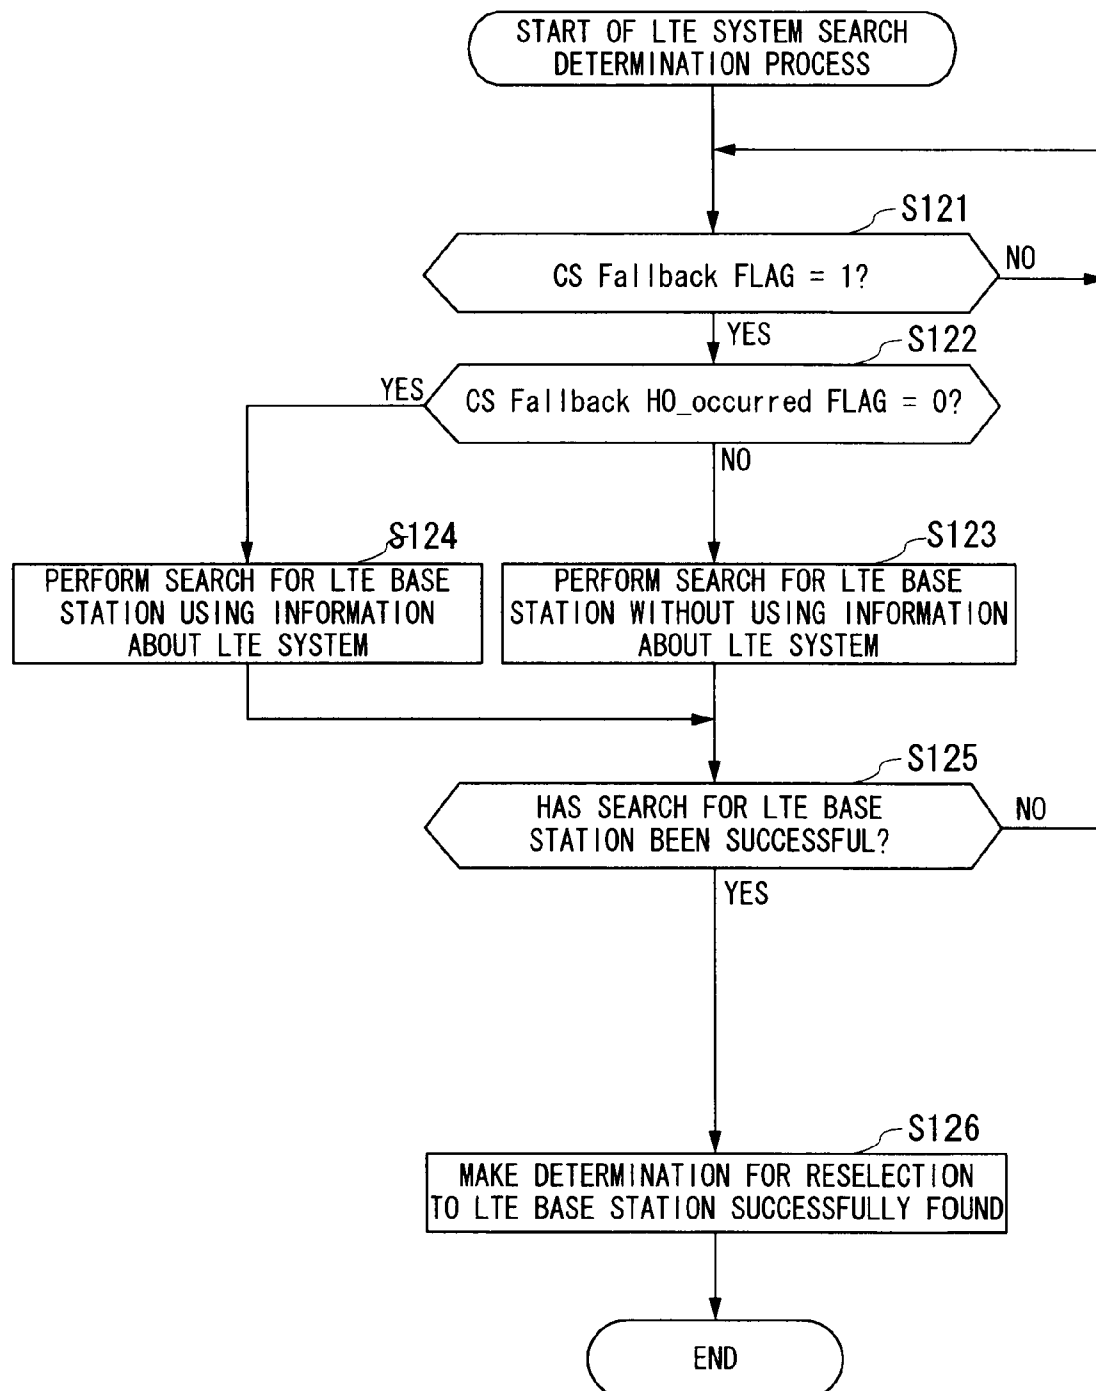 START OF LTE SYSTEM SEARCH
DETERMINATION PROCESS
S121
CS Fallback FLAG = 1?
NO
YES
S122
YES
CS Fallback HO_occurred FLAG = 0?
NO
S124
S123
PERFORM SEARCH FOR LTE BASE
STATION USING INFORMATION
ABOUT LTE SYSTEM
PERFORM SEARCH FOR LTE BASE
STATION WITHOUT USING INFORMATION
ABOUT LTE SYSTEM
S125
HAS SEARCH FOR LTE BASE
STATION BEEN SUCCESSFUL?
NO
YES
S126
MAKE DETERMINATION FOR RESELECTION
TO LTE BASE STATION SUCCESSFULLY FOUND
END